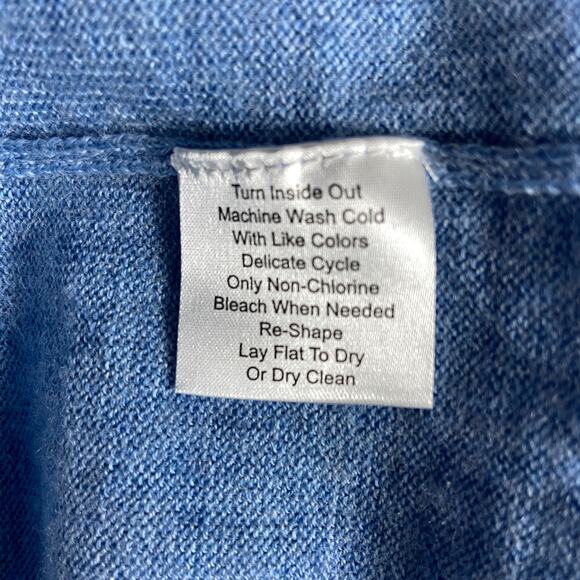 Turn Inside Out
Machine Wash Cold
With Like Colors
Delicate Cycle
Only Non-Chlorine
Bleach When Needed
Re-Shape
Lay Flat To Dry
Or Dry Clean